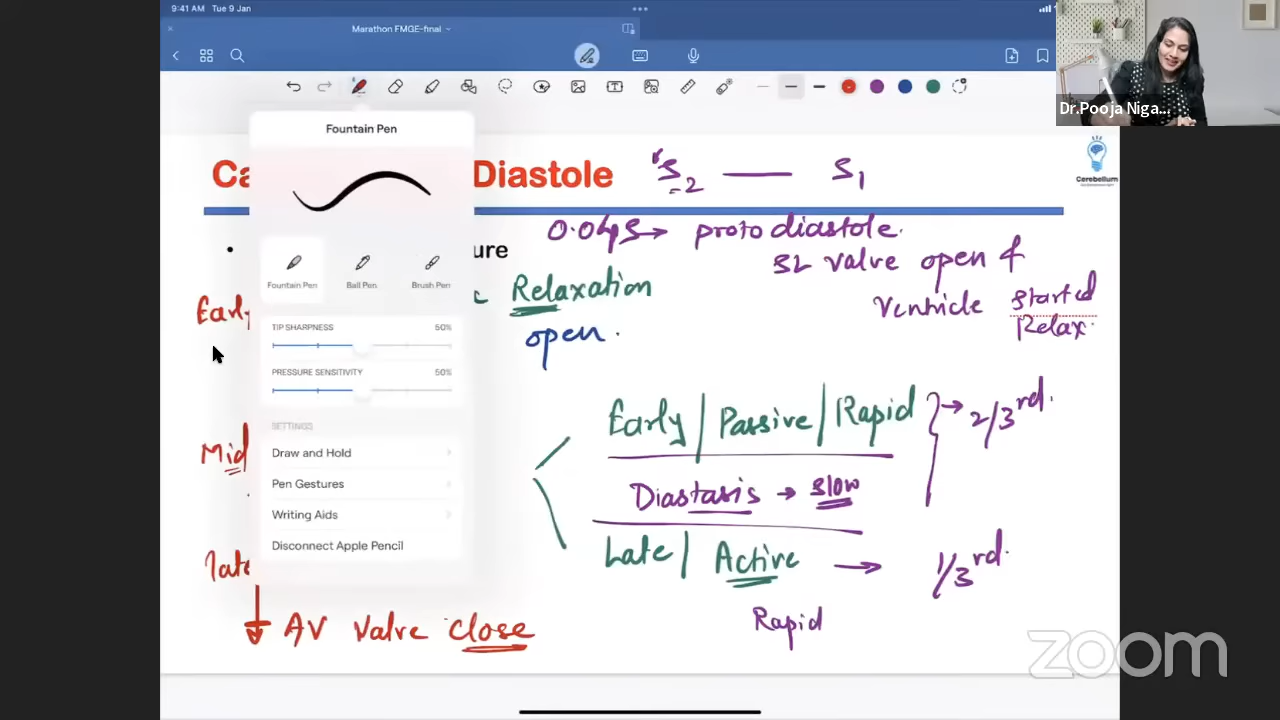 9:41 AM Tue 9 Jan
Marathon FMGE-final
Dr.Pooja Niga...
Fountain Pen
Ca
Diastole
S2 — S1
Cerebellum
0.04s → proto diastole.
SL valve open &
ventricle started
Relax.
ure
Fountain Pen
Ball Pen
Brush Pen
Early
Relaxation
open.
TIP SHARPNESS 50%
PRESSURE SENSITIVITY 50%
SETTINGS
Draw and Hold
Pen Gestures
Writing Aids
Disconnect Apple Pencil
Early | Passive | Rapid → 2/3rd.
Mid
Diastasis → slow
late
Late | Active → 1/3rd.
AV valve close
Rapid
zoom